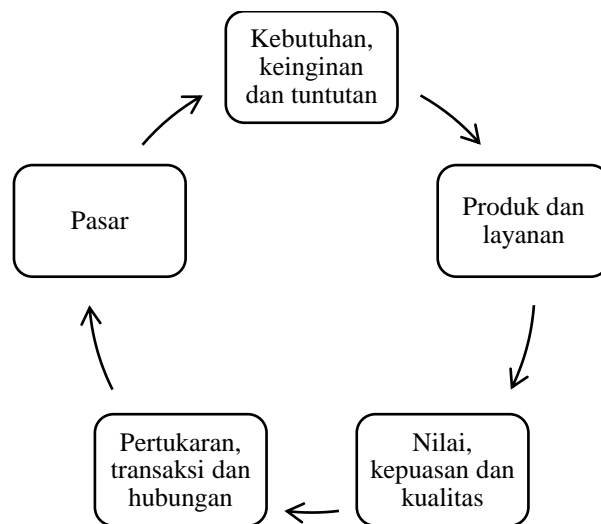 Kebutuhan,
keinginan
dan tuntutan
Produk dan
layanan
Nilai,
kepuasan dan
kualitas
Pertukaran,
transaksi dan
hubungan
Pasar